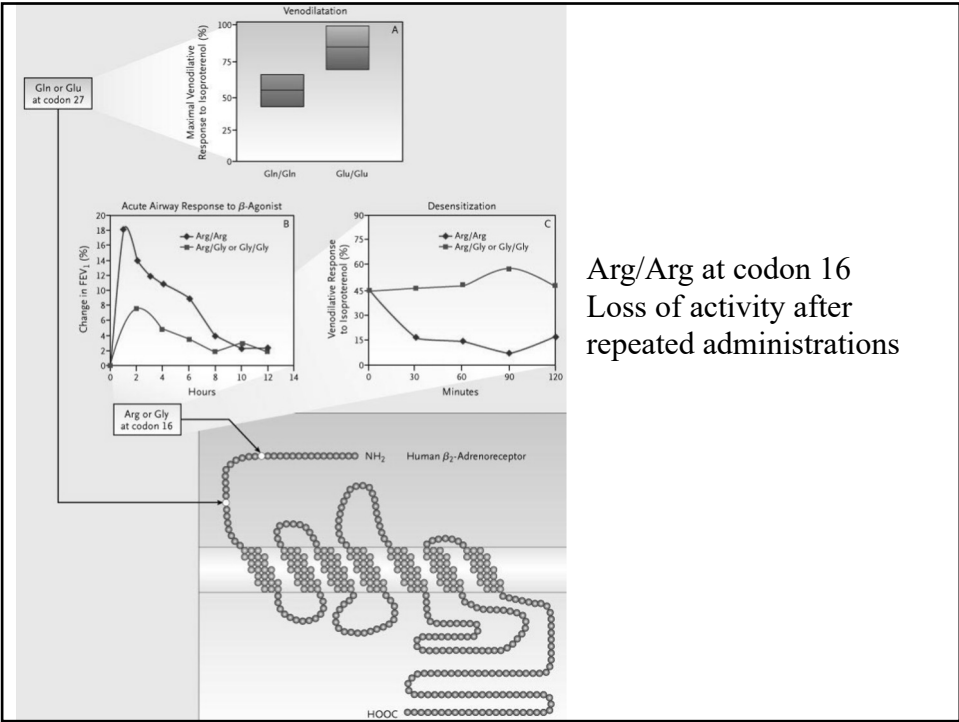 Venodilatation
A
Maximal Venodilative
Response to Isoproterenol (%)
100
75
50
25
0
Gln/Gln Glu/Glu
Gln or Glu
at codon 27
Acute Airway Response to β-Agonist
B
Change in FEV₁ (%)
20
18
16
14
12
10
8
6
4
2
0
Arg/Arg
Arg/Gly or Gly/Gly
0 2 4 6 8 10 12 14
Hours
Desensitization
C
Venodilative Response
to Isoproterenol (%)
90
75
60
45
30
15
0
Arg/Arg
Arg/Gly or Gly/Gly
0 30 60 90 120
Minutes
Arg/Arg at codon 16
Loss of activity after
repeated administrations
Arg or Gly
at codon 16
NH₂ Human β₂-Adrenoreceptor
HOOC